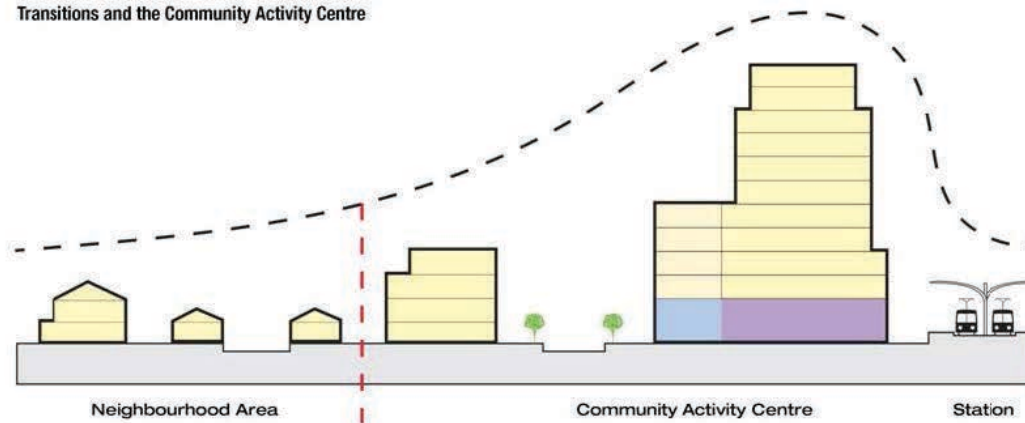 Transitions and the Community Activity Centre
Neighbourhood Area
Community Activity Centre
Station